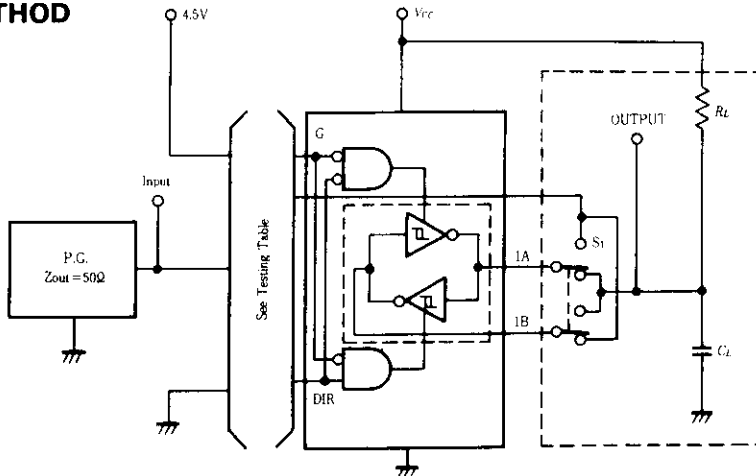 THOD
4.5V
VCC
RL
OUTPUT
G
Input
P.G.
Zout=50Ω
See Testing Table
S1
1A
1B
CL
DIR